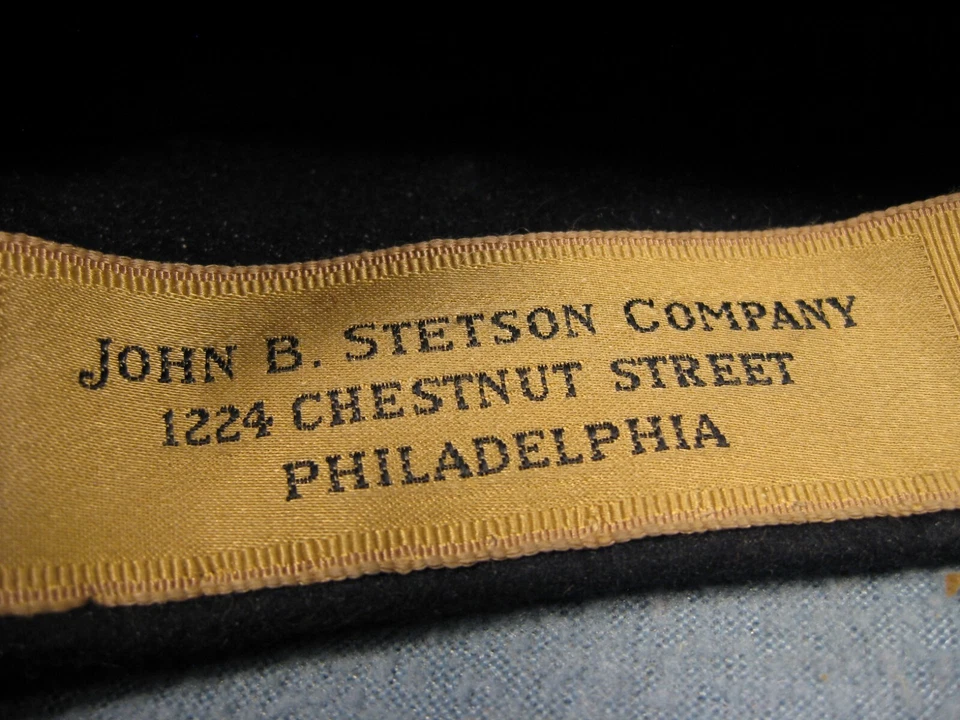 John B. Stetson Company
1224 Chestnut Street
Philadelphia